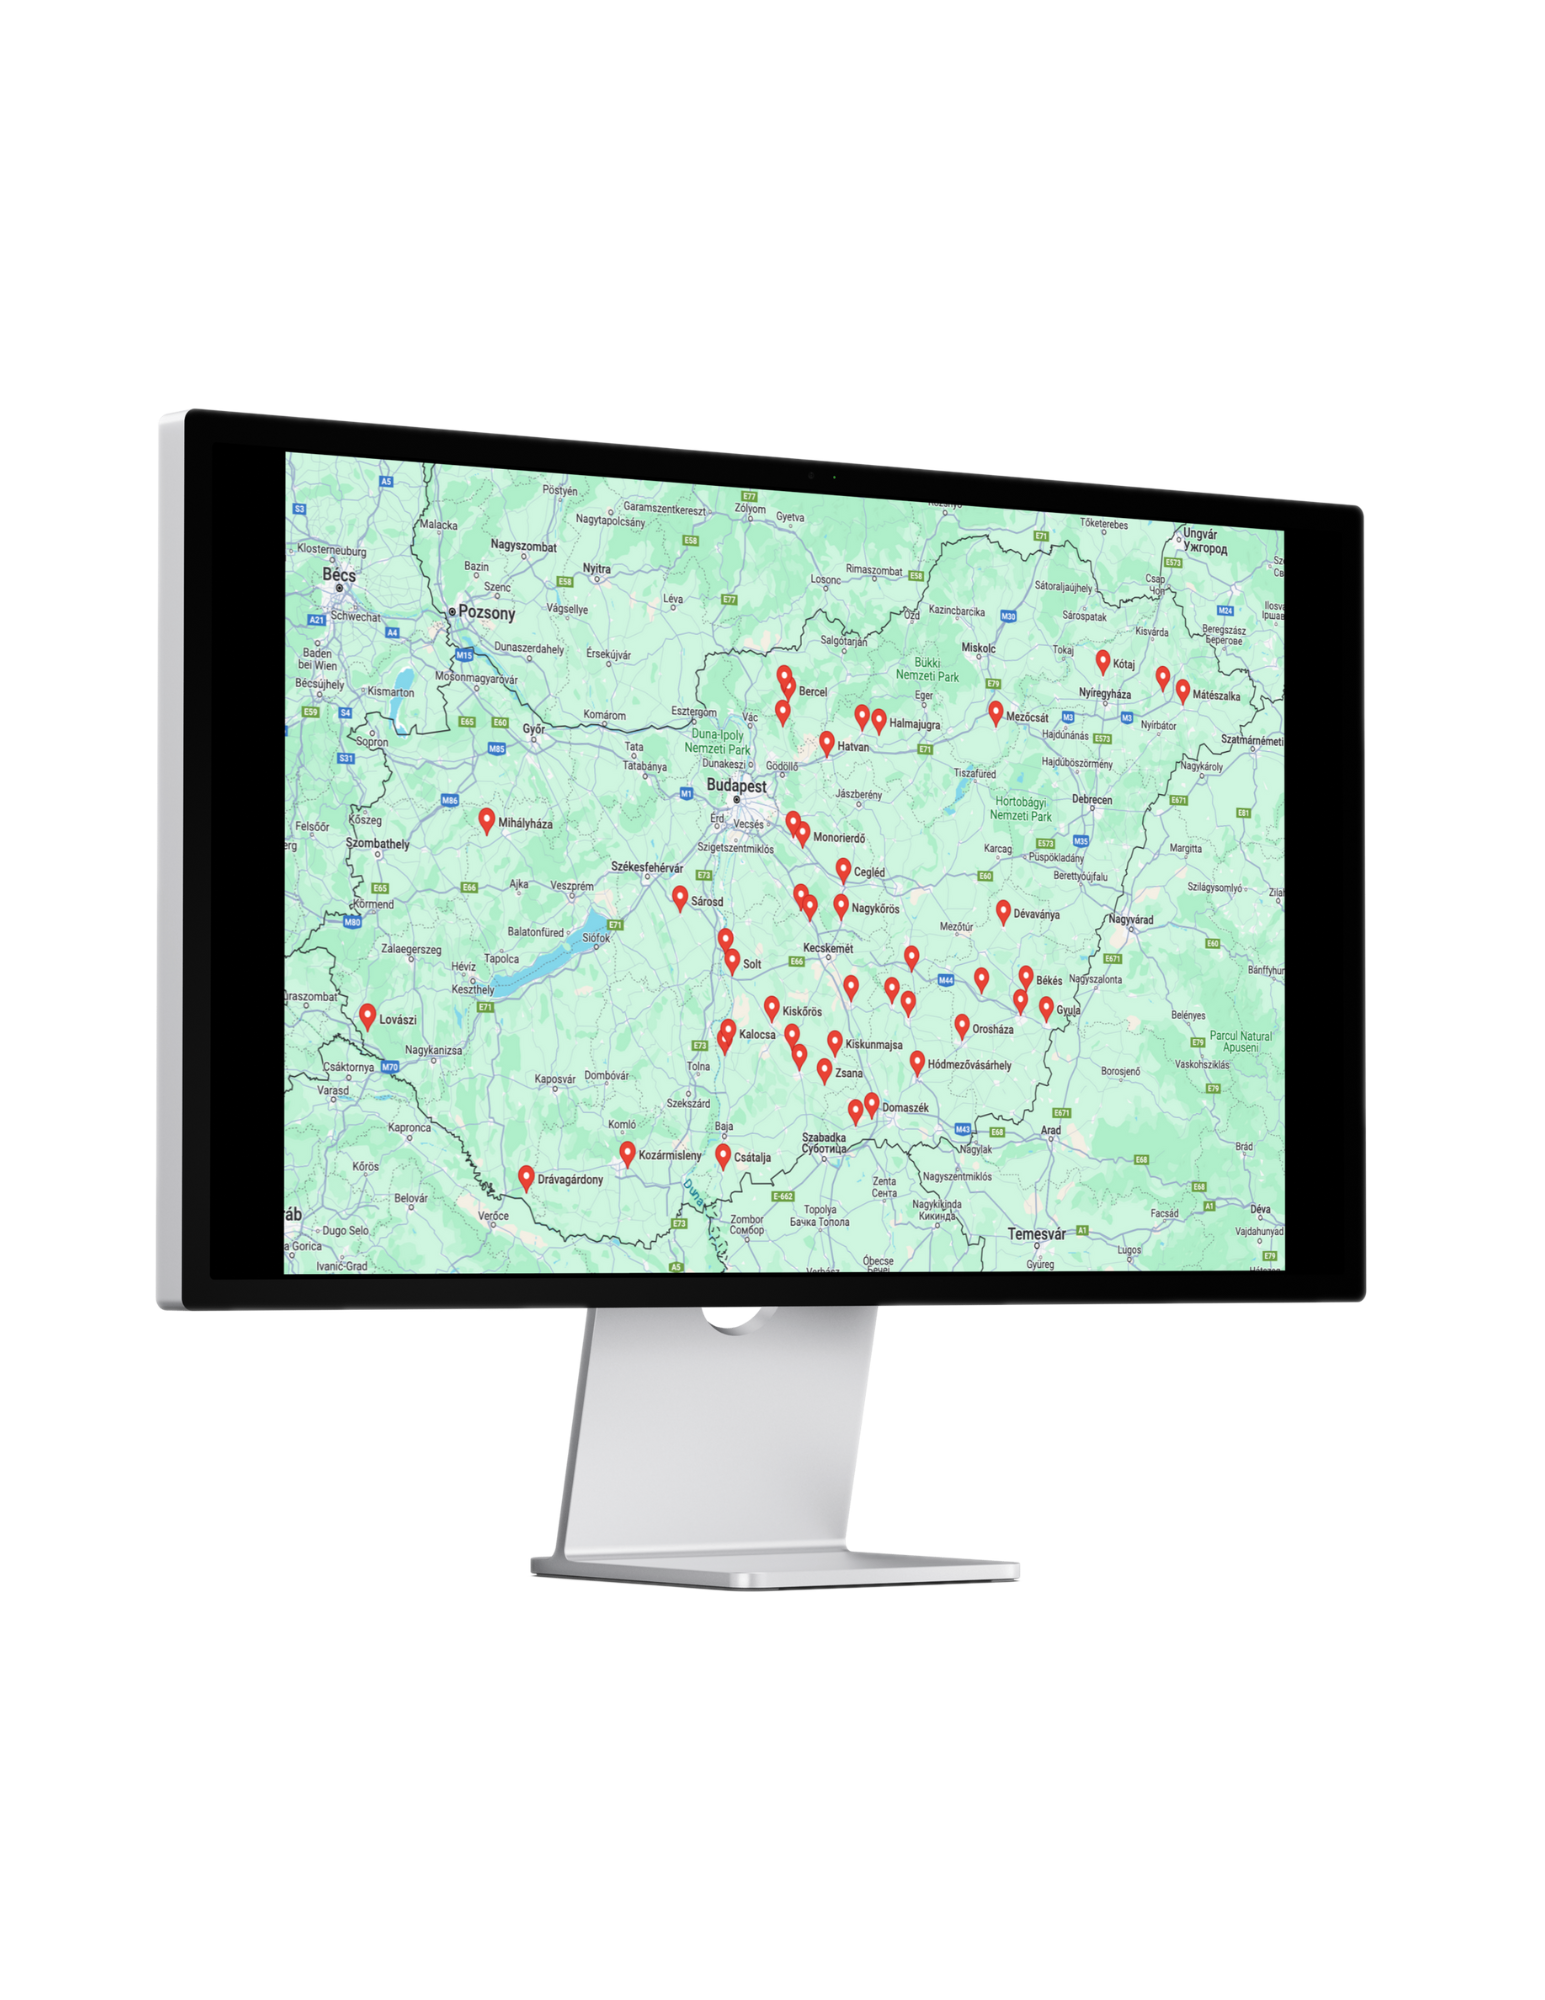 A5
S3
Klosterneuburg
Bécs
Schwechat
A21
A4
Baden
bei Wien
Bécsújhely
E59
S4
Kismarton
Sopron
S31
Malacka
Pöstyén
Nagyszombat
Bazin
Szenc
Pozsony
M15
Dunaszerdahely
Mosonmagyaróvár
Nagytapolcsány
Garamszentkereszt
E77
Zólyom
Gyetva
E58
Nyitra
E58
Vágsellye
Léva
E77
Érsekújvár
Losonc
Rimaszombat
E58
E71
Tőketerebes
Ungvár
Ужгород
E573
Csap
Чоп
M24
Beregszász
Берегове
Sátoraljaújhely
Sárospatak
Kazincbarcika
Ózd
M30
Kisvárda
Salgótarján
Miskolc
Tokaj
Kótaj
Bükki
Nemzeti Park
Eger
E79
Nyíregyháza
Mátészalka
Bercel
Mezőcsát
M3
M3
Nyírbátor
Halmajugra
Hajdúnánás
E573
Szatmárnémeti
Hatvan
E71
Hajdúböszörmény
Nagykároly
E65
E60
Győr
Komárom
Esztergom
Vác
Duna-Ipoly
Nemzeti Park
Dunakeszi
Gödöllő
Tata
Tatabánya
M85
M86
M1
Budapest
Érd
Vecsés
Szigetszentmiklós
Jászberény
Tiszafüred
Hortobágyi
Nemzeti Park
Debrecen
E671
E81
M35
E573
Felsőőr
Kőszeg
Szombathely
Mihályháza
Monorierdő
Karcag
Püspökladány
Margitta
Berettyóújfalu
Cegléd
E60
Szilágysomlyó
E65
E66
Ajka
Veszprém
Székesfehérvár
E73
Sárosd
Nagykőrös
Dévaványa
Mezőtúr
Nagyvárad
Körmend
M80
Zalaegerszeg
Balatonfüred
E71
Siófok
Hévíz
Tapolca
Keszthely
E71
Kecskemét
Solt
E66
M44
Békés
Nagyszalonta
E671
E60
Lovászi
Kiskőrös
Gyula
Belényes
Kalocsa
Kiskunmajsa
Orosháza
E79
Parcul Natural
Apuseni
Nagykanizsa
E73
Tolna
Zsana
Hódmezővásárhely
Vaskohsziklás
Borosjenő
E79
Csáktornya
M70
Varasd
Kaposvár
Dombóvár
Szekszárd
Domaszék
E671
Kapronca
Komló
Baja
Szabadka
Суботица
M43
E68
Arad
Nagylak
Brád
E68
Kőrös
Kozármisleny
Csátalja
Drávagárdony
Nagyszentmiklós
E68
Belovár
Verőce
Duna
E-662
Zenta
Сента
Nagykikinda
Кикинда
A1
Facsád
Déva
Dugo Selo
E73
Zombor
Сомбор
Topolya
Бачка Топола
Temesvár
A1
Vajdahunyad
Lugos
E79
Ivanić-Grad
A5
Óbecse
Gyüreg